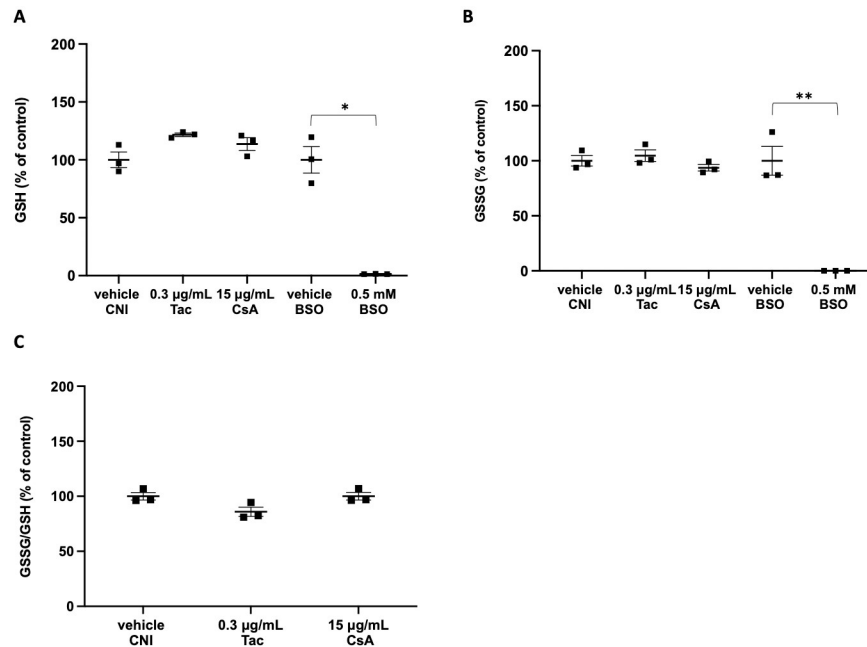 A
GSH (% of control)
200
150
100
50
0
*
vehicle CNI
0.3 µg/mL Tac
15 µg/mL CsA
vehicle BSO
0.5 mM BSO
B
GSSG (% of control)
200
150
100
50
0
**
vehicle CNI
0.3 µg/mL Tac
15 µg/mL CsA
vehicle BSO
0.5 mM BSO
C
GSSG/GSH (% of control)
200
150
100
50
0
vehicle CNI
0.3 µg/mL Tac
15 µg/mL CsA